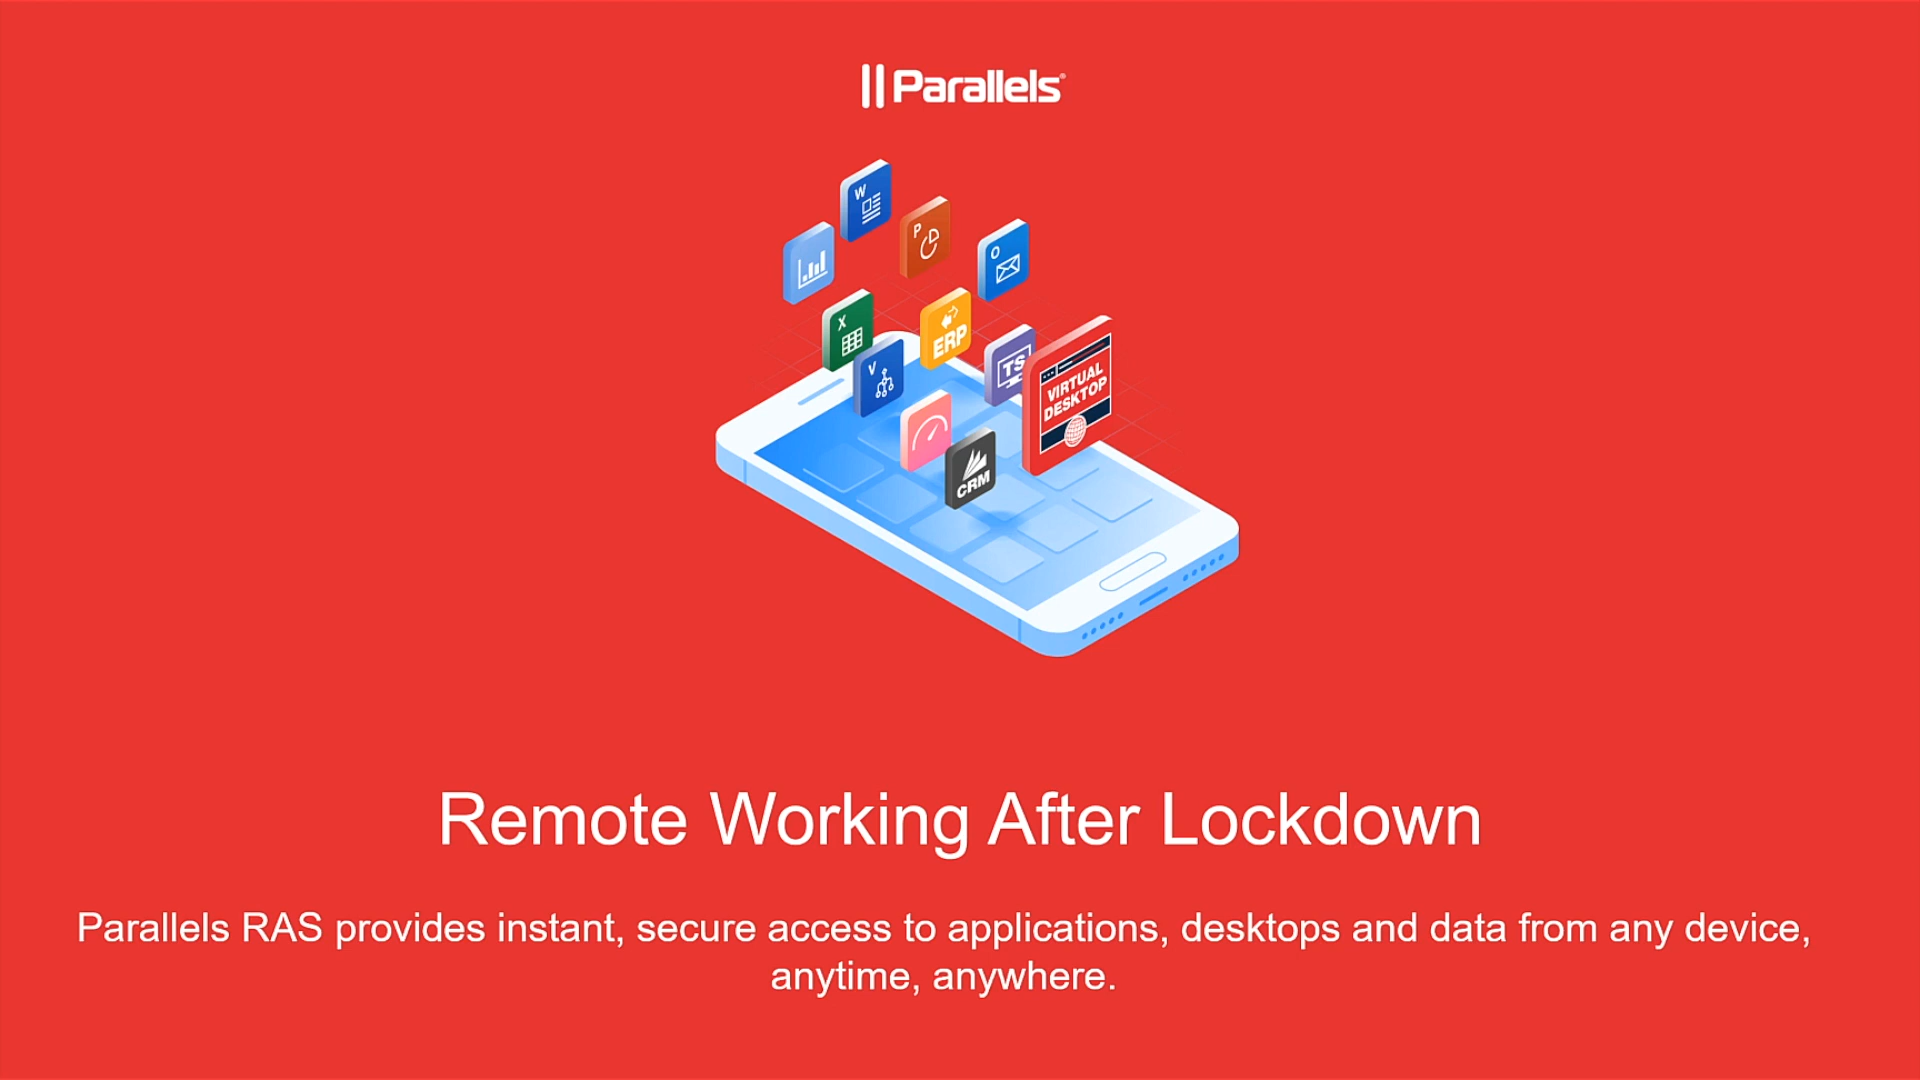 Parallels®
W
P
O
X
ERP
V
TS
VIRTUAL
DESKTOP
CRM
Remote Working After Lockdown
Parallels RAS provides instant, secure access to applications, desktops and data from any device,
anytime, anywhere.